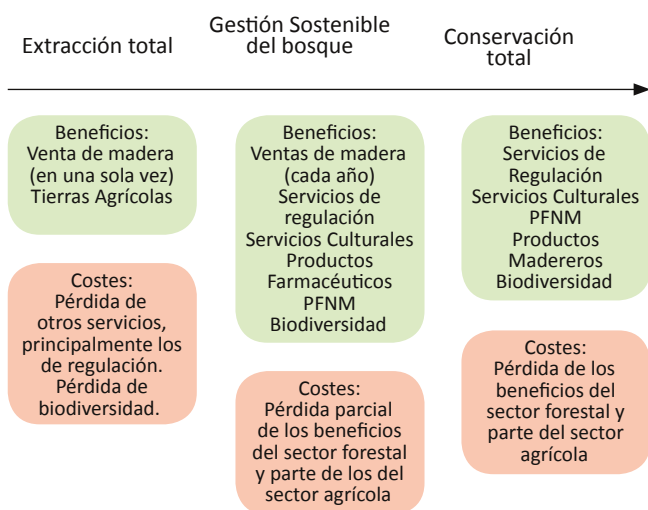 Extracción total
Gestión Sostenible
del bosque
Conservación
total
Beneficios:
Venta de madera
(en una sola vez)
Tierras Agrícolas
Costes:
Pérdida de
otros servicios,
principalmente los
de regulación.
Pérdida de
biodiversidad.
Beneficios:
Ventas de madera
(cada año)
Servicios de
regulación
Servicios Culturales
Productos
Farmacéuticos
PFNM
Biodiversidad
Costes:
Pérdida parcial
de los beneficios
del sector forestal
y parte de los del
sector agrícola
Beneficios:
Servicios de
Regulación
Servicios Culturales
PFNM
Productos
Madereros
Biodiversidad
Costes:
Pérdida de los
beneficios del
sector forestal y
parte del sector
agrícola